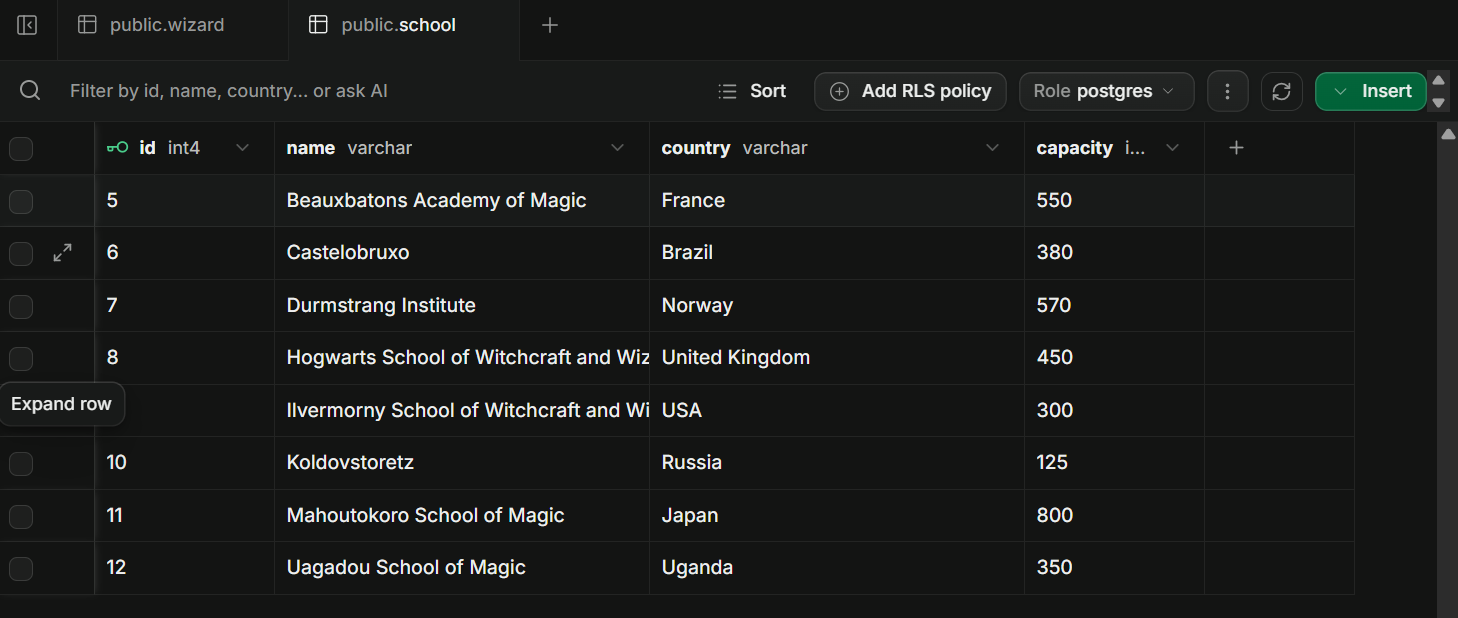 public.wizard public.school
Filter by id, name, country... or ask AI Sort Add RLS policy Role postgres Insert
id int4 name varchar country varchar capacity i...
5 Beauxbatons Academy of Magic France 550
6 Castelobruxo Brazil 380
7 Durmstrang Institute Norway 570
8 Hogwarts School of Witchcraft and Wiz United Kingdom 450
Expand row
Ilvermorny School of Witchcraft and Wi USA 300
10 Koldovstoretz Russia 125
11 Mahoutokoro School of Magic Japan 800
12 Uagadou School of Magic Uganda 350